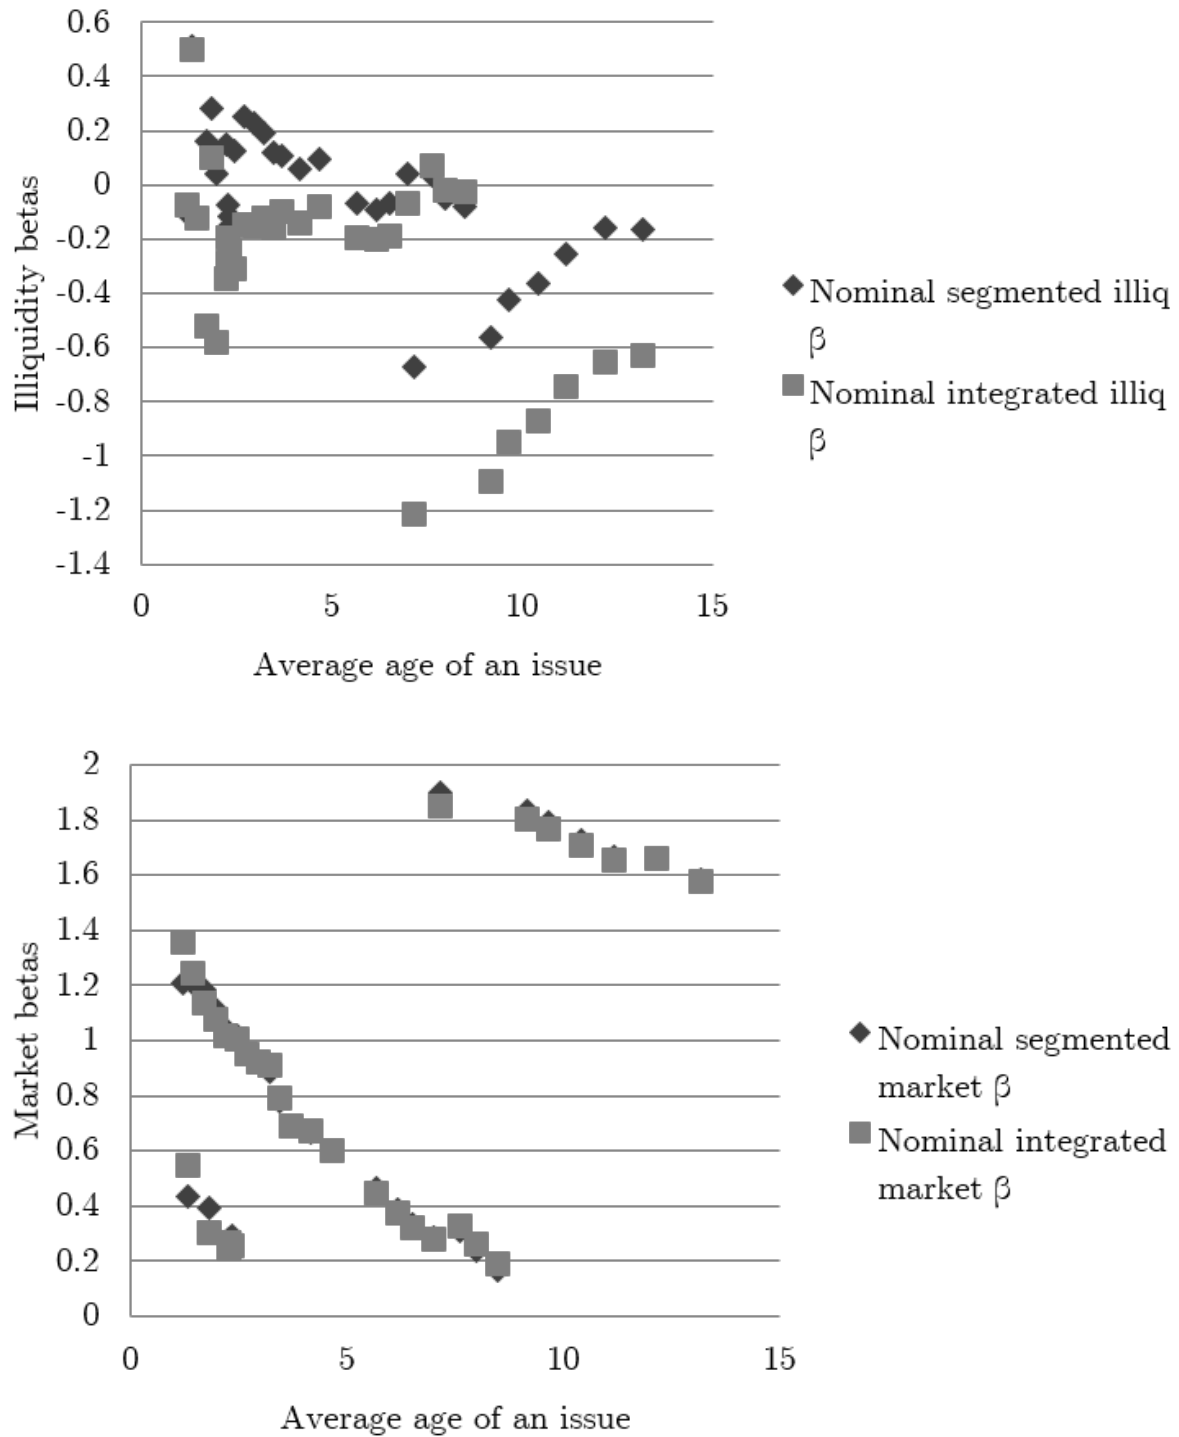 0.6
0.4
0.2
0
-0.2
-0.4
-0.6
-0.8
-1
-1.2
-1.4
Illiquidity betas
0 5 10 15
Average age of an issue
Nominal segmented illiq
β
Nominal integrated illiq
β
2
1.8
1.6
1.4
1.2
1
0.8
0.6
0.4
0.2
0
Market betas
0 5 10 15
Average age of an issue
Nominal segmented
market β
Nominal integrated
market β